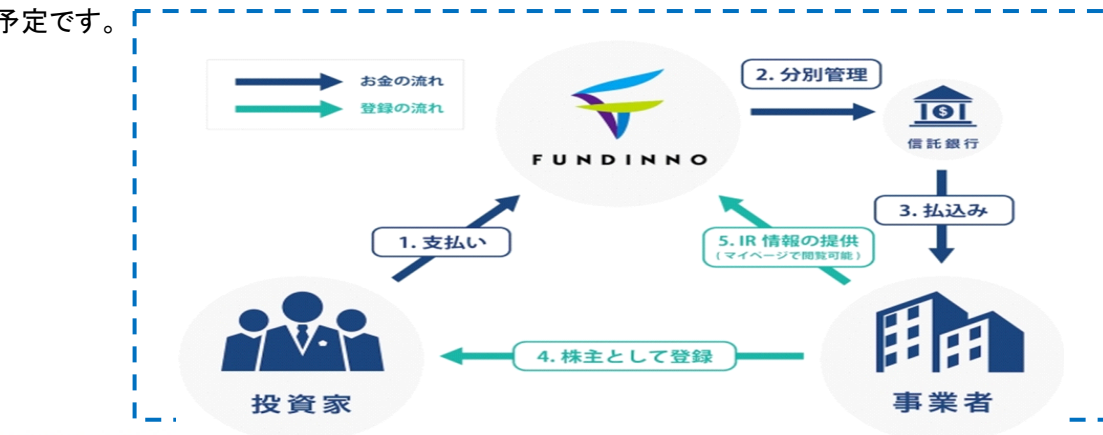 予定です。
お金の流れ
登録の流れ
FUNDINNO
2. 分別管理
信託銀行
3. 払込み
1. 支払い
5. IR 情報の提供
(マイページで閲覧可能)
4. 株主として登録
投資家
事業者